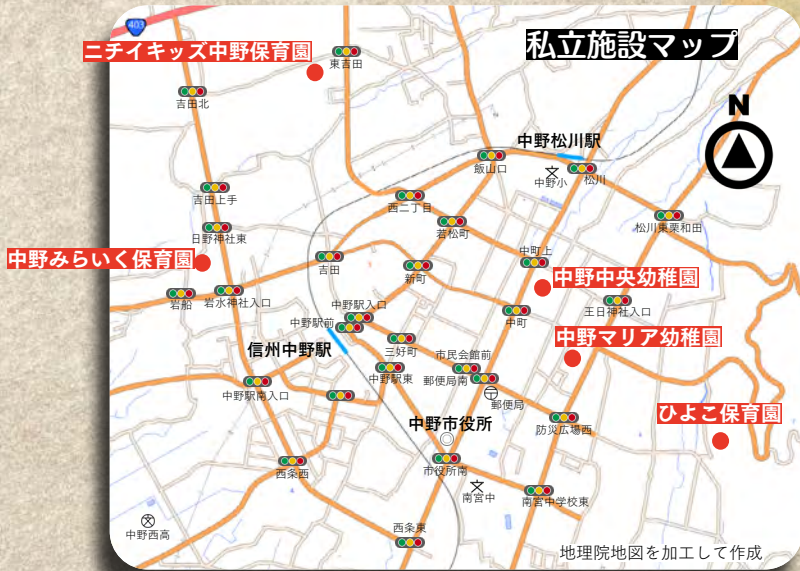 403
私立施設マップ
ニチイキッズ中野保育園
東吉田
吉田北
N
中野松川駅
飯山口
中野小
松川
吉田上手
西二丁目
若松町
松川東栗和田
日野神社東
中町上
中野みらいく保育園
吉田
新町
中野中央幼稚園
岩船
岩水神社入口
王日神社入口
中野駅入口
中野駅前
中町
中野マリア幼稚園
信州中野駅
三好町
市民会館前
中野駅東
郵便局南
中野駅南入口
郵便局
ひよこ保育園
中野市役所
防災広場西
西条西
市役所南
南宮中
南宮中学校東
中野西高
西条東
地理院地図を加工して作成